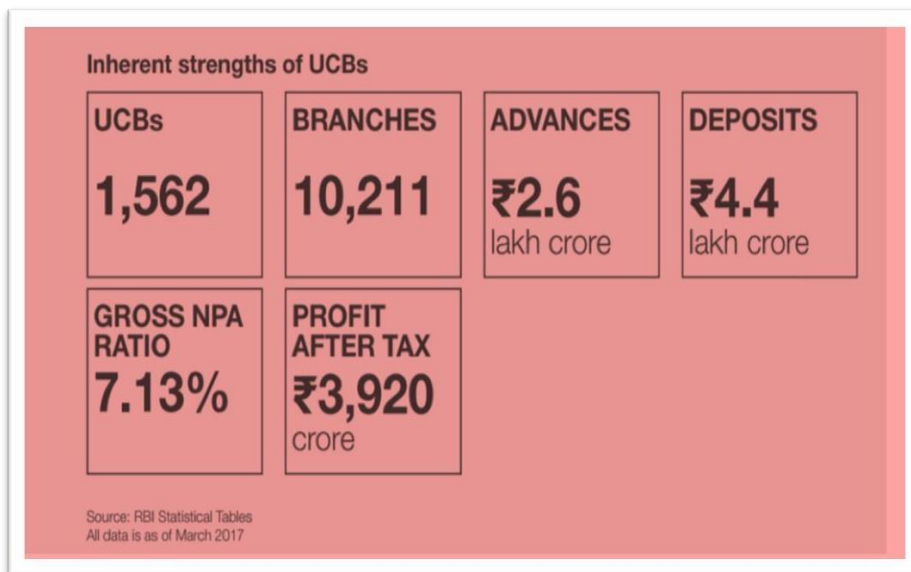 Inherent strengths of UCBs
UCBs
1,562
BRANCHES
10,211
ADVANCES
₹2.6
lakh crore
DEPOSITS
₹4.4
lakh crore
GROSS NPA
RATIO
7.13%
PROFIT
AFTER TAX
₹3,920
crore
Source: RBI Statistical Tables
All data is as of March 2017